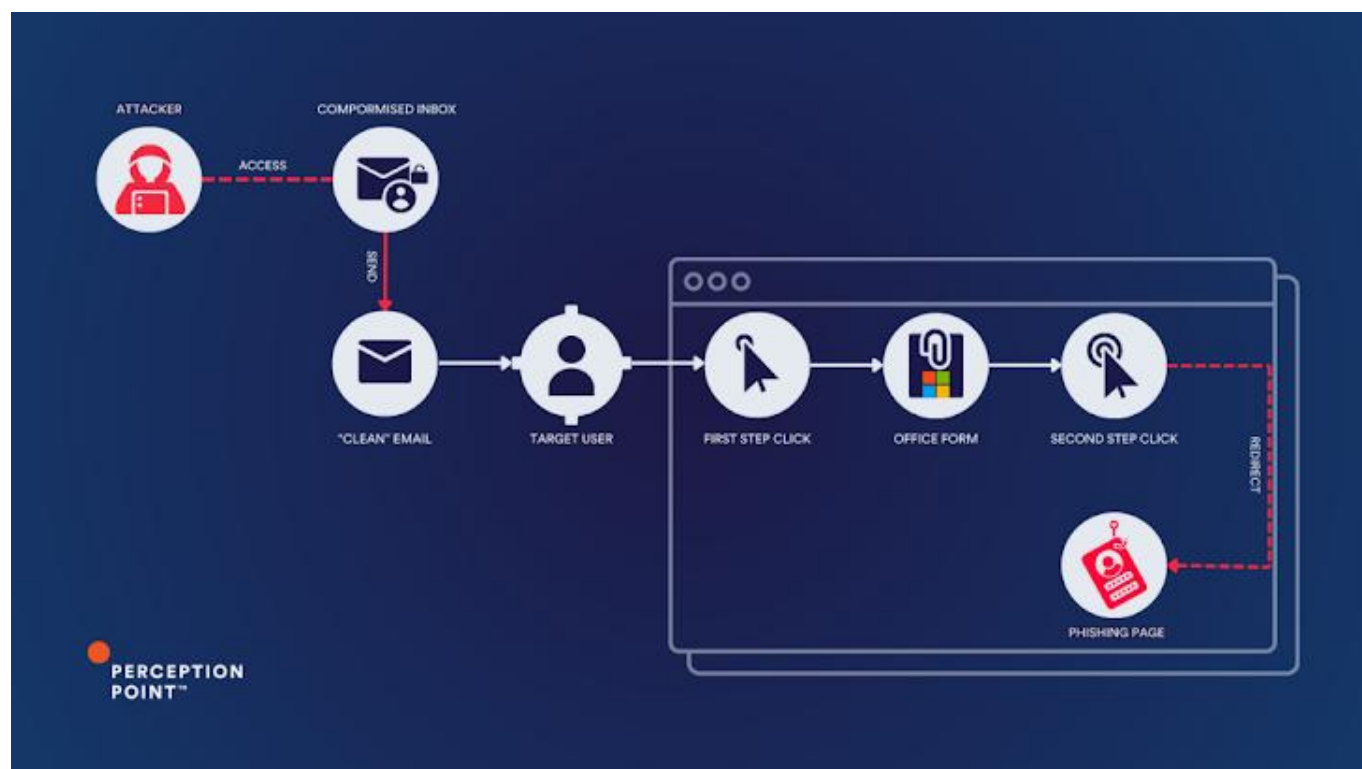 ATTACKER
COMPORMISED INBOX
ACCESS
SEND
"CLEAN" EMAIL
TARGET USER
FIRST STEP CLICK
OFFICE FORM
SECOND STEP CLICK
REDIRECT
PHISHING PAGE
PERCEPTION
POINT™